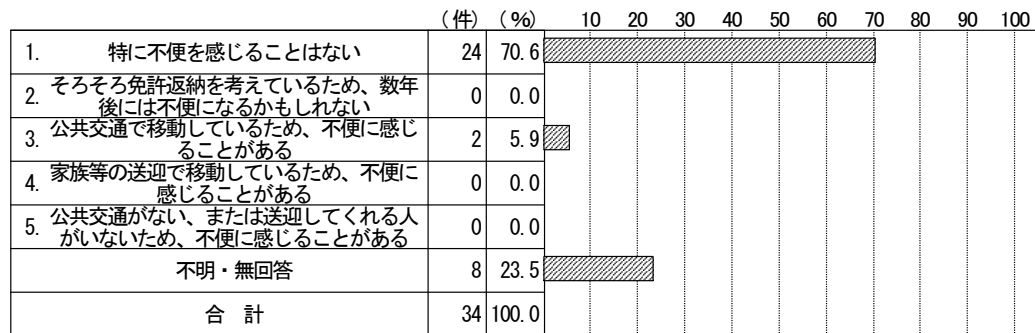 (件) (%) 10 20 30 40 50 60 70 80 90 100
1. 特に不便を感じることはない 24 70.6
2. そろそろ免許返納を考えているため、数年
後には不便になるかもしれない 0 0.0
3. 公共交通で移動しているため、不便に感じ
ることがある 2 5.9
4. 家族等の送迎で移動しているため、不便に
感じることがある 0 0.0
5. 公共交通がない、または送迎してくれる人
がいないため、不便に感じることがある 0 0.0
不明・無回答 8 23.5
合 計 34 100.0